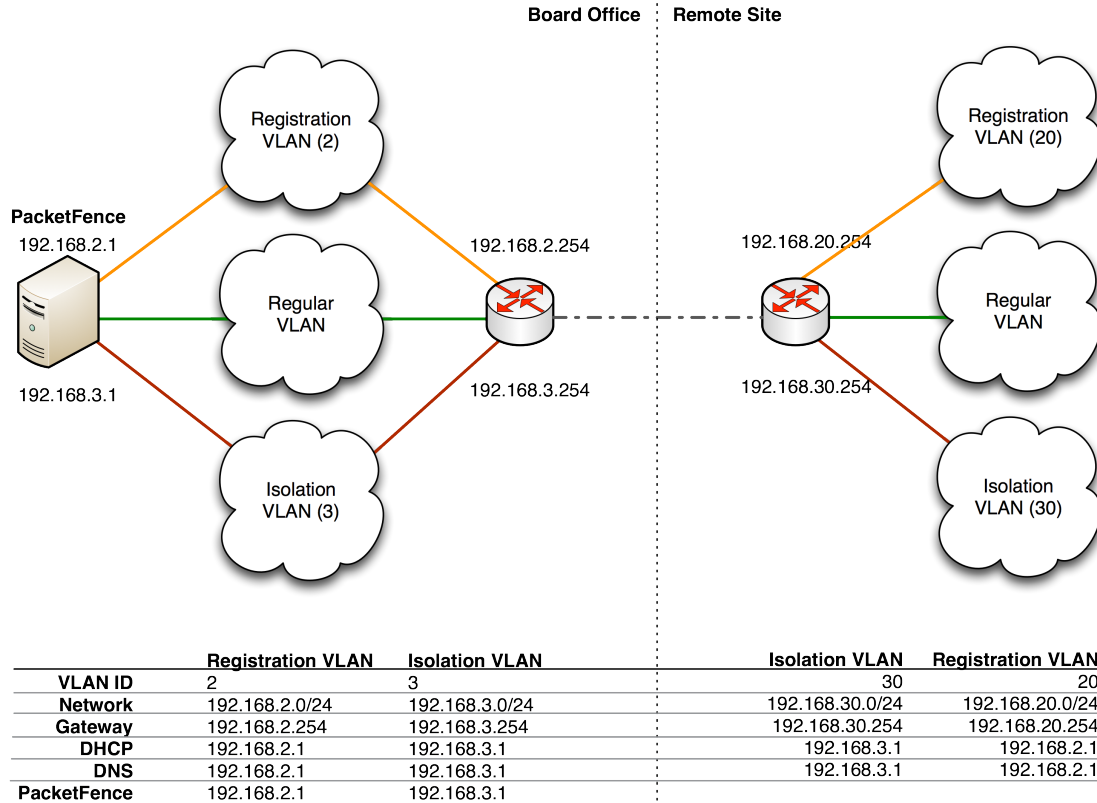 Board Office
Remote Site
Registration
VLAN (2)
Registration
VLAN (20)
PacketFence
192.168.2.1
192.168.2.254
192.168.20.254
Regular
VLAN
Regular
VLAN
192.168.3.1
192.168.3.254
192.168.30.254
Isolation
VLAN (3)
Isolation
VLAN (30)
Registration VLAN Isolation VLAN Isolation VLAN Registration VLAN
VLAN ID 2 3 30 20
Network 192.168.2.0/24 192.168.3.0/24 192.168.30.0/24 192.168.20.0/24
Gateway 192.168.2.254 192.168.3.254 192.168.30.254 192.168.20.254
DHCP 192.168.2.1 192.168.3.1 192.168.3.1 192.168.2.1
DNS 192.168.2.1 192.168.3.1 192.168.3.1 192.168.2.1
PacketFence 192.168.2.1 192.168.3.1